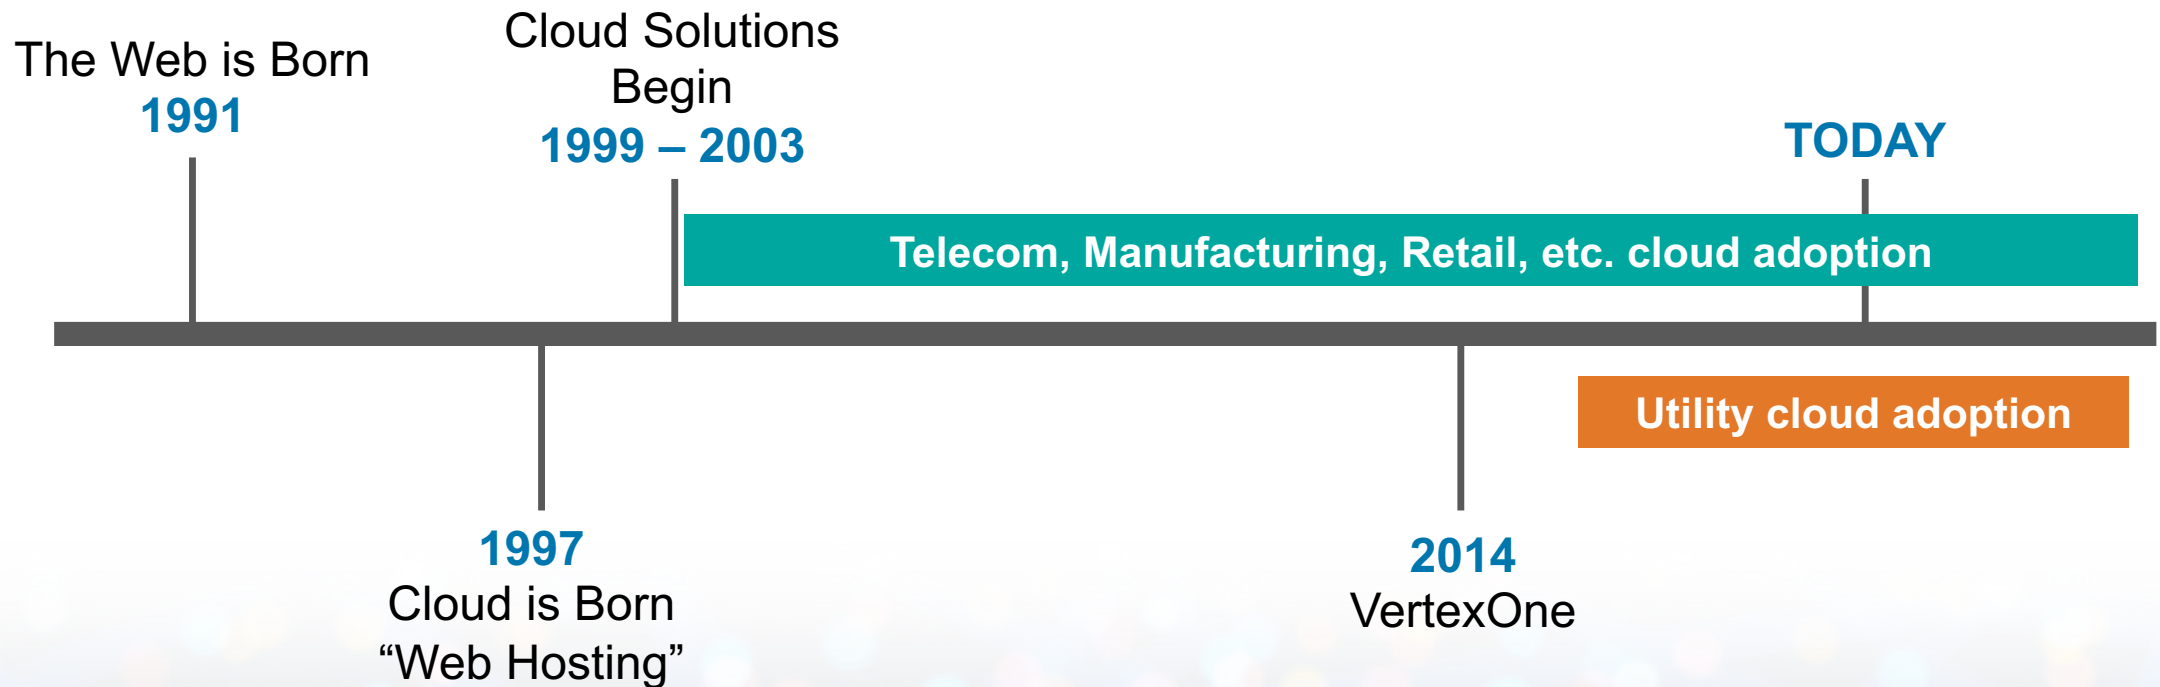 The Web is Born
1991
Cloud Solutions
Begin
1999 – 2003
TODAY
Telecom, Manufacturing, Retail, etc. cloud adoption
Utility cloud adoption
1997
Cloud is Born
“Web Hosting”
2014
VertexOne